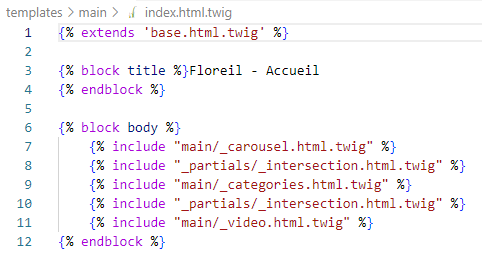 templates > main > index.html.twig
1 {% extends 'base.html.twig' %}
2
3 {% block title %}Floreil - Accueil
4 {% endblock %}
5
6 {% block body %}
7 {% include "main/_carousel.html.twig" %}
8 {% include "_partials/_intersection.html.twig" %}
9 {% include "main/_categories.html.twig" %}
10 {% include "_partials/_intersection.html.twig" %}
11 {% include "main/_video.html.twig" %}
12 {% endblock %}